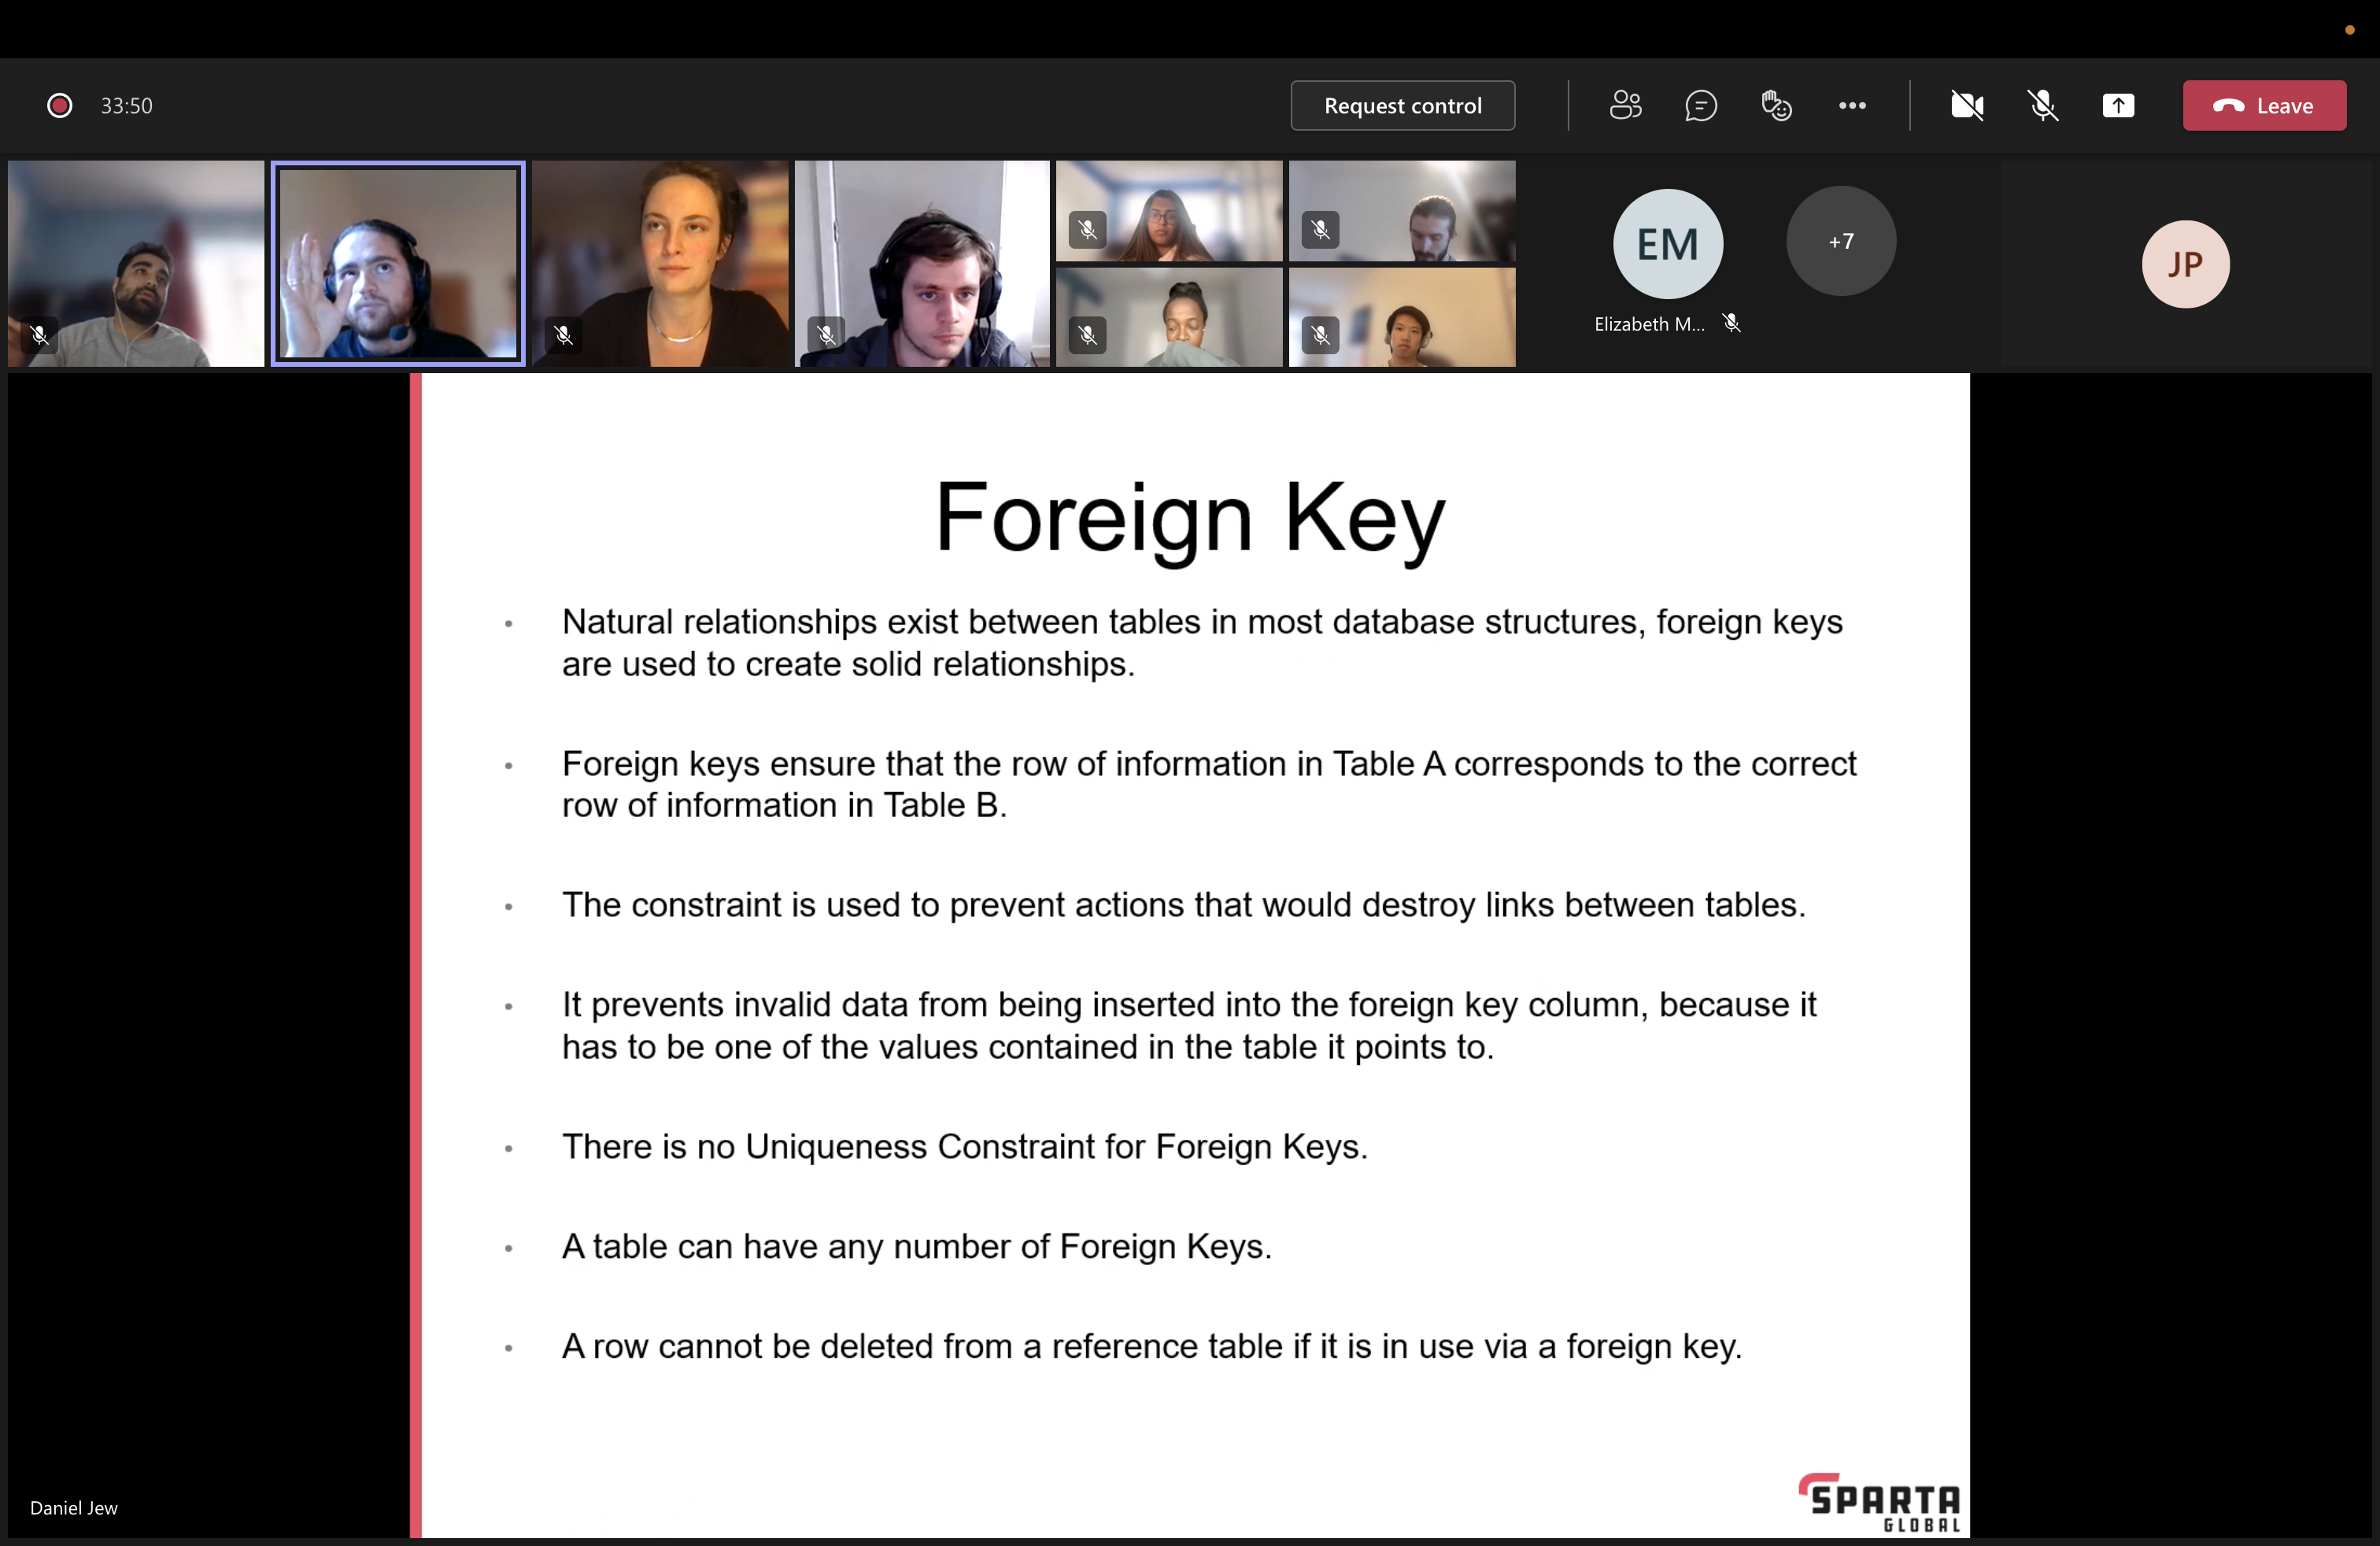 33:50
Request control
Leave
EM
+7
JP
Elizabeth M...
Foreign Key
• Natural relationships exist between tables in most database structures, foreign keys
are used to create solid relationships.
• Foreign keys ensure that the row of information in Table A corresponds to the correct
row of information in Table B.
• The constraint is used to prevent actions that would destroy links between tables.
• It prevents invalid data from being inserted into the foreign key column, because it
has to be one of the values contained in the table it points to.
• There is no Uniqueness Constraint for Foreign Keys.
• A table can have any number of Foreign Keys.
• A row cannot be deleted from a reference table if it is in use via a foreign key.
Daniel Jew
SPARTA
GLOBAL